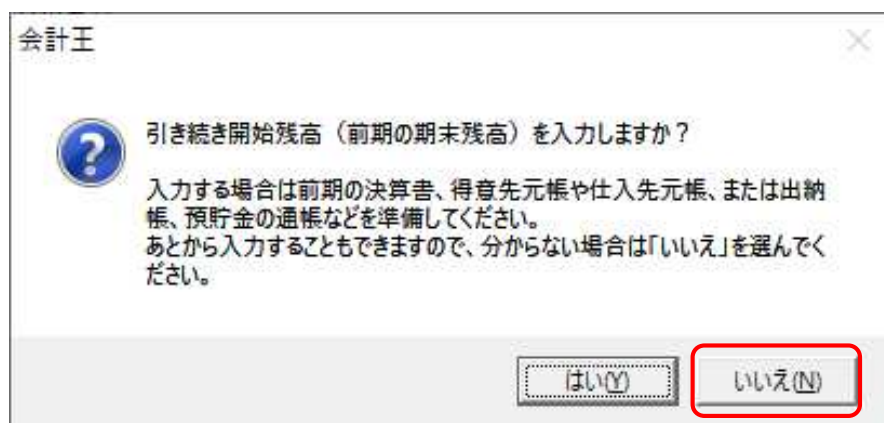 会計王
引き続き開始残高（前期の期末残高）を入力しますか？
入力する場合は前期の決算書、得意先元帳や仕入先元帳、または出納
帳、預貯金の通帳などを準備してください。
あとから入力することもできますので、分からない場合は「いいえ」を選んでく
ださい。
はい(Y)
いいえ(N)